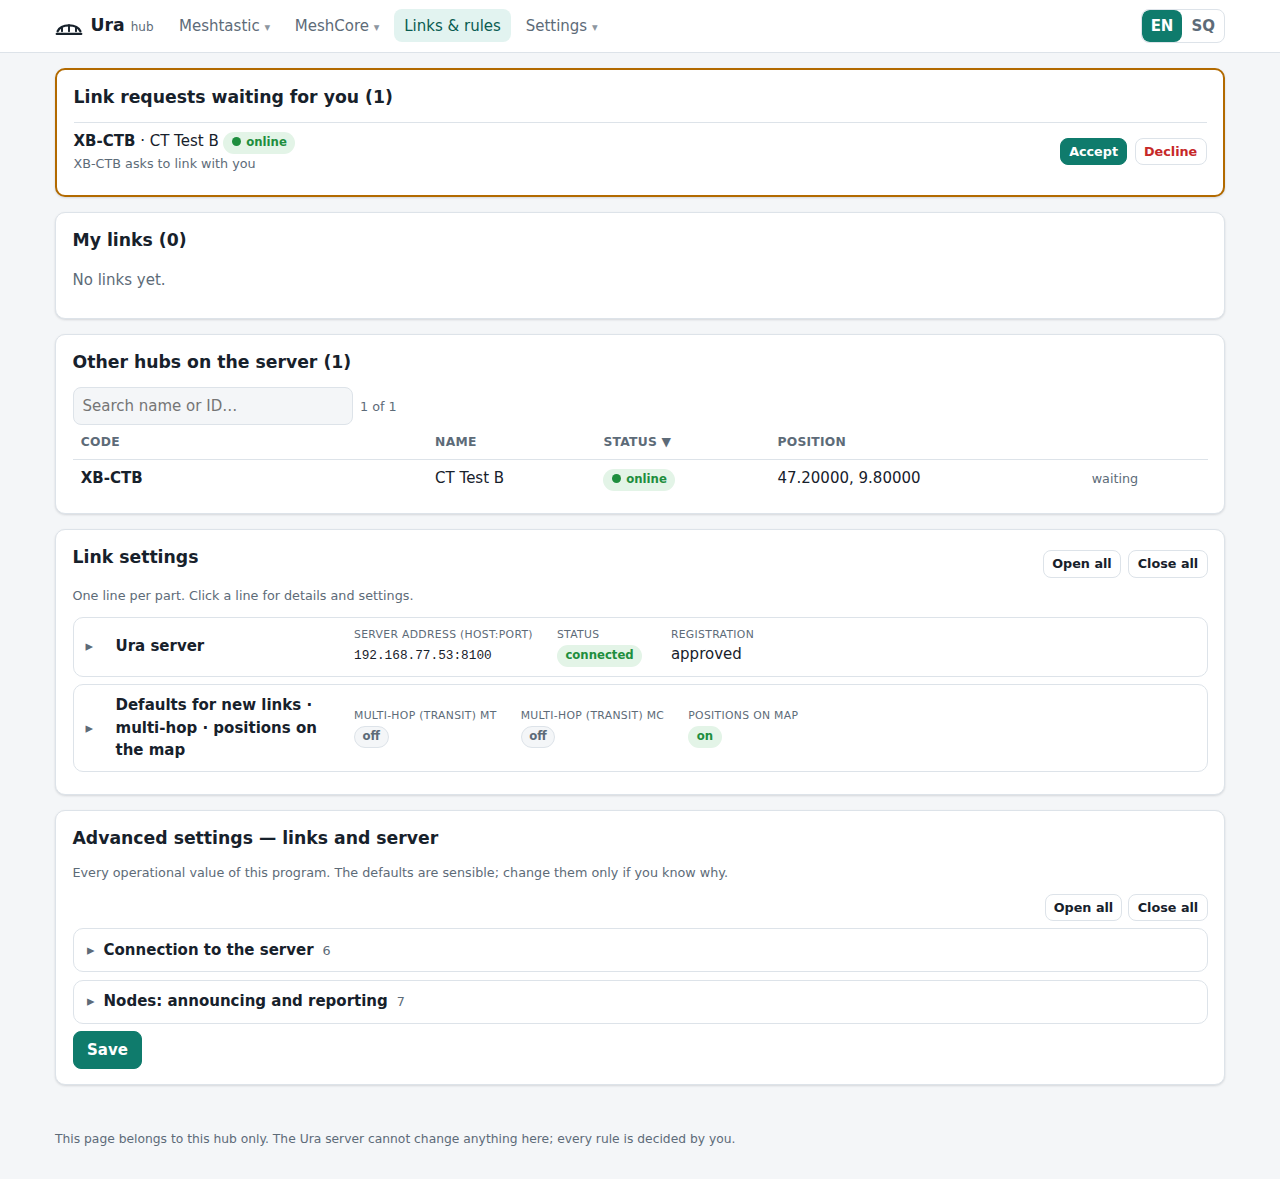 Ura hub Meshtastic ▾ MeshCore ▾ Links & rules Settings ▾ EN SQ
Link requests waiting for you (1)
XB-CTB · CT Test B ● online
XB-CTB asks to link with you
Accept Decline
My links (0)
No links yet.
Other hubs on the server (1)
Search name or ID... 1 of 1
CODE NAME STATUS ▼ POSITION
XB-CTB CT Test B ● online 47.20000, 9.80000 waiting
Link settings
Open all Close all
One line per part. Click a line for details and settings.
SERVER ADDRESS (HOST:PORT) STATUS REGISTRATION
▸ Ura server 192.168.77.53:8100 connected approved
▸ Defaults for new links ·
multi-hop · positions on
the map
MULTI-HOP (TRANSIT) MT MULTI-HOP (TRANSIT) MC POSITIONS ON MAP
off off on
Advanced settings — links and server
Every operational value of this program. The defaults are sensible; change them only if you know why.
Open all Close all
▸ Connection to the server 6
▸ Nodes: announcing and reporting 7
Save
This page belongs to this hub only. The Ura server cannot change anything here; every rule is decided by you.